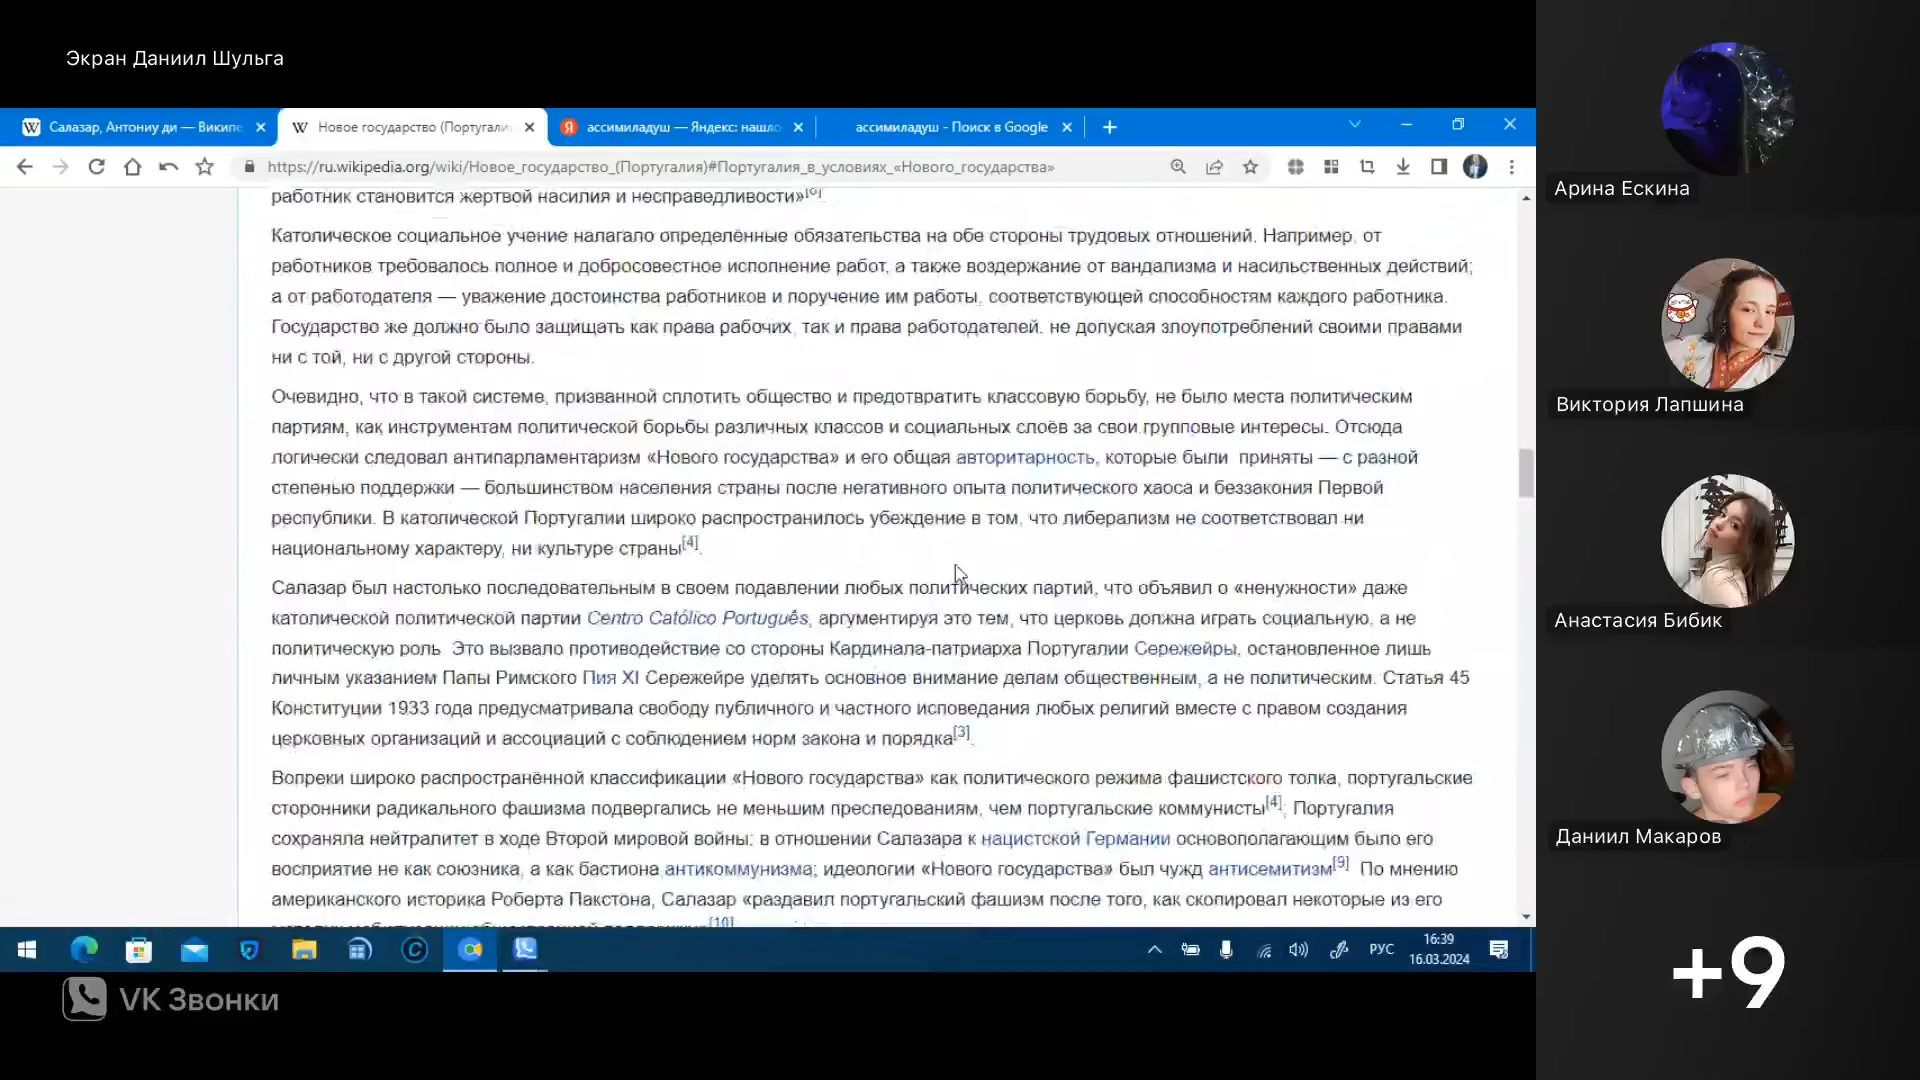 Экран Даниил Шульга
Салазар, Антониу ди — Википе
Новое государство (Португали
ассимиладуш — Яндекс: нашло
ассимиладуш - Поиск в Google
https://ru.wikipedia.org/wiki/Новое_государство_(Португалия)#Португалия_в_условиях_«Нового_государства»
работник становится жертвой насилия и несправедливости»
Католическое социальное учение налагало определённые обязательства на обе стороны трудовых отношений. Например, от
работников требовалось полное и добросовестное исполнение работ, а также воздержание от вандализма и насильственных действий;
а от работодателя — уважение достоинства работников и поручение им работы, соответствующей способностям каждого работника.
Государство же должно было защищать как права рабочих, так и права работодателей, не допуская злоупотреблений своими правами
ни с той, ни с другой стороны.
Очевидно, что в такой системе, призванной сплотить общество и предотвратить классовую борьбу, не было места политическим
партиям, как инструментам политической борьбы различных классов и социальных слоёв за свои групповые интересы. Отсюда
логически следовал антипарламентаризм «Нового государства» и его общая авторитарность, которые были приняты — с разной
степенью поддержки — большинством населения страны после негативного опыта политического хаоса и беззакония Первой
республики. В католической Португалии широко распространилось убеждение в том, что либерализм не соответствовал ни
национальному характеру, ни культуре страны[4].
Салазар был настолько последовательным в своем подавлении любых политических партий, что объявил о «ненужности» даже
католической политической партии Centro Católico Português, аргументируя это тем, что церковь должна играть социальную, а не
политическую роль. Это вызвало противодействие со стороны Кардинала-патриарха Португалии Сережейры, остановленное лишь
личным указанием Папы Римского Пия XI Сережейре уделять основное внимание делам общественным, а не политическим. Статья 45
Конституции 1933 года предусматривала свободу публичного и частного исповедания любых религий вместе с правом создания
церковных организаций и ассоциаций с соблюдением норм закона и порядка[3].
Вопреки широко распространённой классификации «Нового государства» как политического режима фашистского толка, португальские
сторонники радикального фашизма подвергались не меньшим преследованиям, чем португальские коммунисты[4]. Португалия
сохраняла нейтралитет в ходе Второй мировой войны; в отношении Салазара к нацистской Германии основополагающим было его
восприятие не как союзника, а как бастиона антикоммунизма; идеологии «Нового государства» был чужд антисемитизм[9]. По мнению
американского историка Роберта Пакстона, Салазар «раздавил португальский фашизм после того, как скопировал некоторые из его
[10]
РУС
16:39
16.03.2024
VK Звонки
Арина Ескина
Виктория Лапшина
Анастасия Бибик
Даниил Макаров
+9